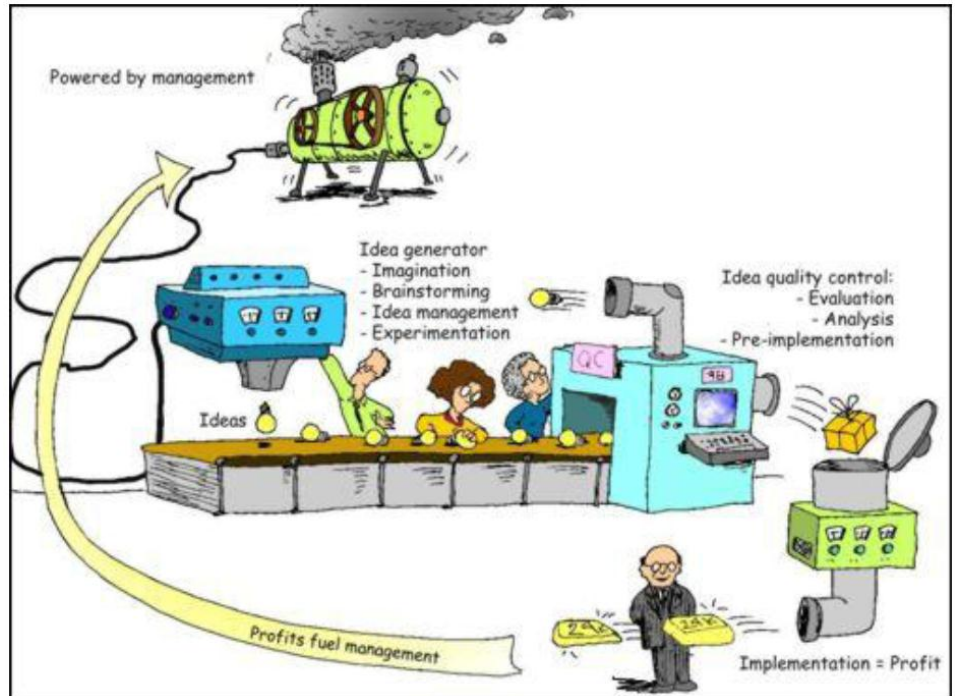 Powered by management
Idea generator
- Imagination
- Brainstorming
- Idea management
- Experimentation
Idea quality control:
- Evaluation
- Analysis
- Pre-implementation
QC
Ideas
24k
24k
Profits fuel management
Implementation = Profit